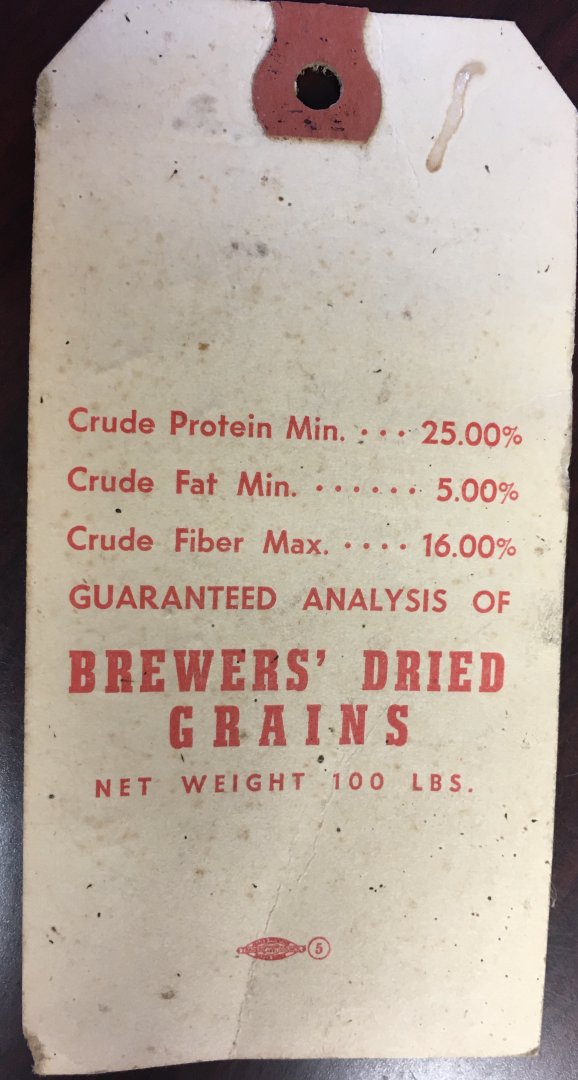 Crude Protein Min. . . . 25.00%
Crude Fat Min. . . . . . . 5.00%
Crude Fiber Max. . . . . 16.00%
GUARANTEED ANALYSIS OF
BREWERS' DRIED
GRAINS
NET WEIGHT 100 LBS.
5